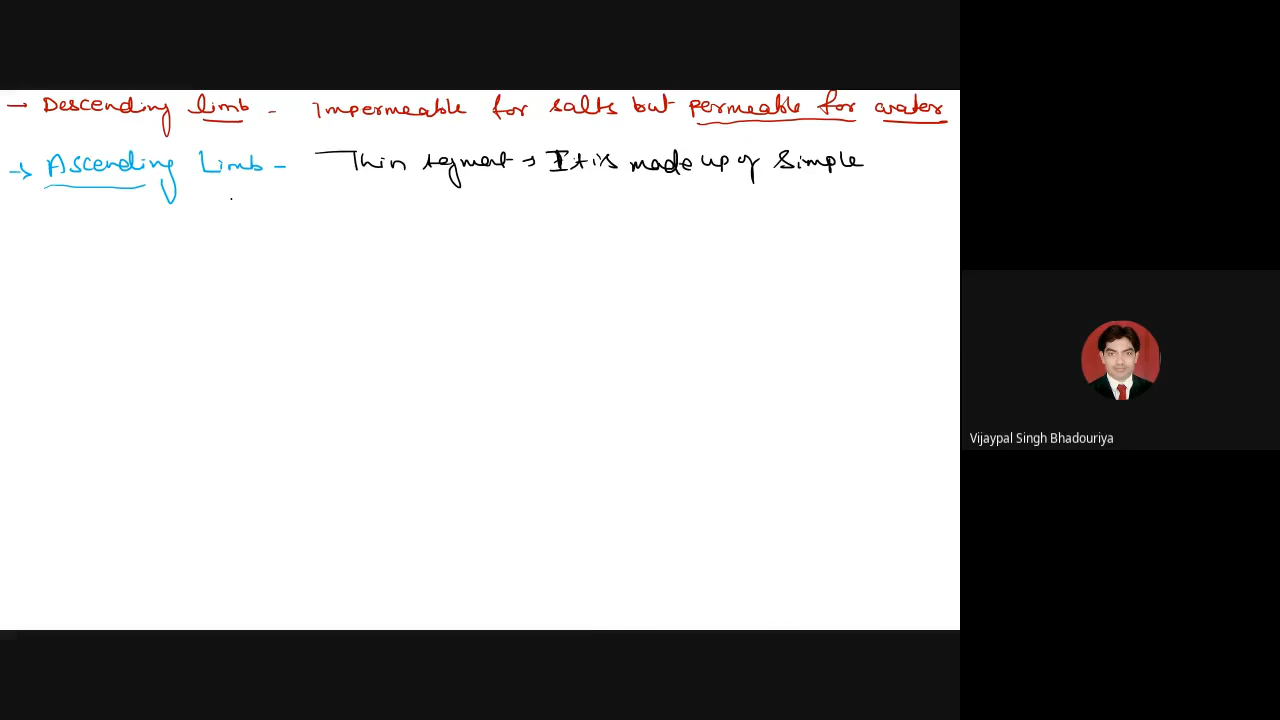 → Descending limb - Impermeable for salts but permeable for water
→ Ascending Limb - Thin segment → It is made up of Simple
Vijaypal Singh Bhadouriya